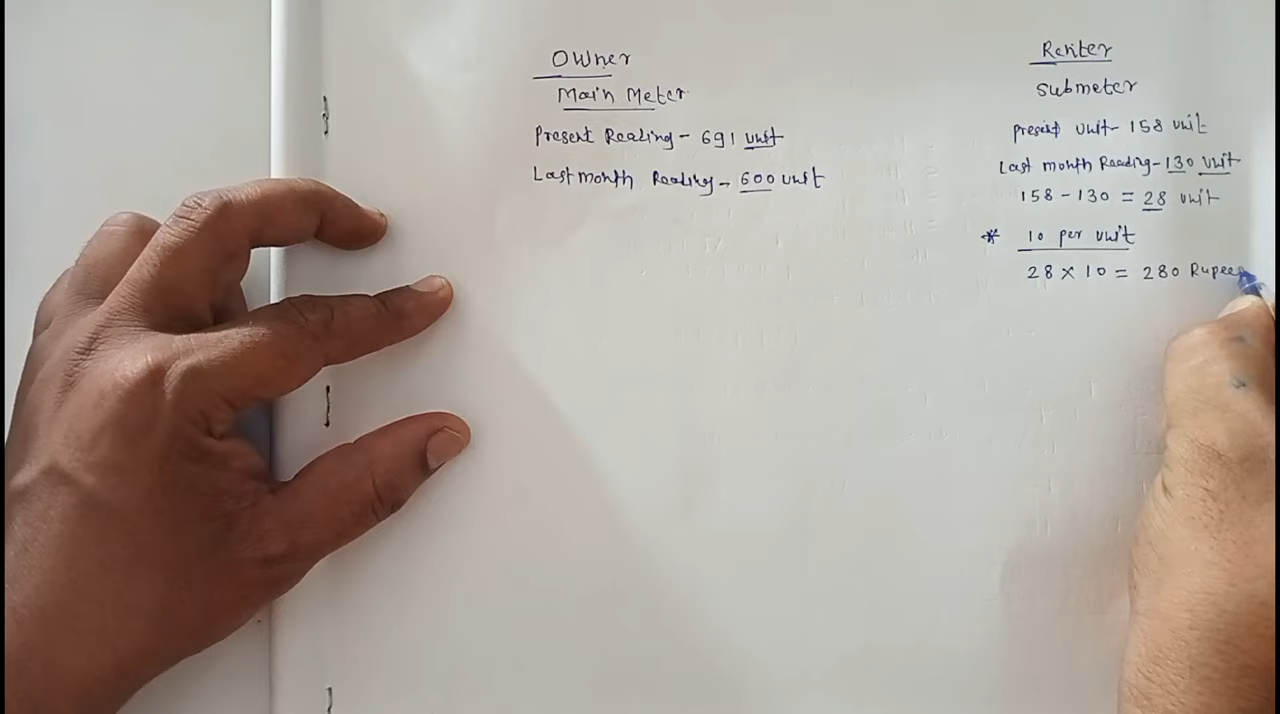 Owner
Main Meter
Present Reading - 691 unit
Last month Reading - 600 unit
Renter
Submeter
present unit - 158 unit
Last month Reading - 130 unit
158 - 130 = 28 unit
* 10 per unit
28 × 10 = 280 Rupees